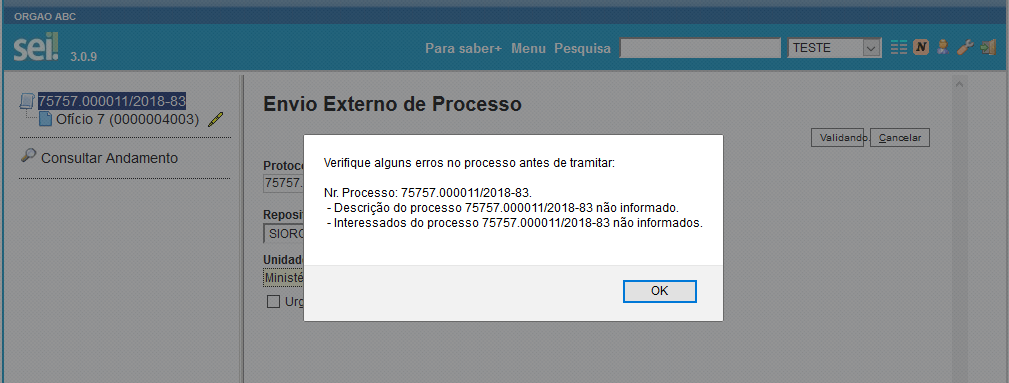 ORGAO ABC
sei! 3.0.9
Para saber+ Menu Pesquisa TESTE
75757.000011/2018-83
Ofício 7 (0000004003)
Consultar Andamento
Envio Externo de Processo
Validando. Cancelar
Protoco
75757.
Reposit
SIORG
Unidad
Ministé
Urg
Verifique alguns erros no processo antes de tramitar:
Nr. Processo: 75757.000011/2018-83.
- Descrição do processo 75757.000011/2018-83 não informado.
- Interessados do processo 75757.000011/2018-83 não informados.
OK